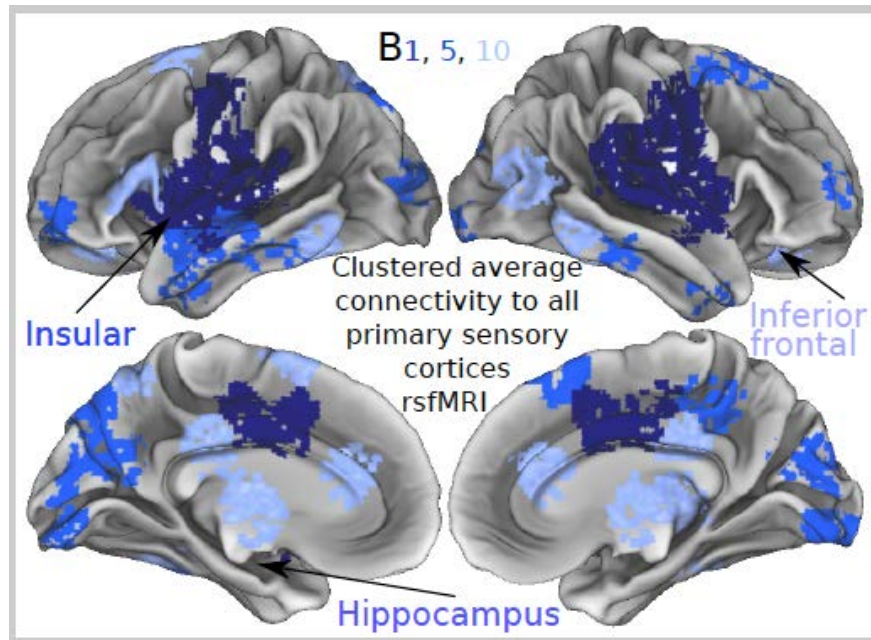 B1, 5, 10
Clustered average
connectivity to all
primary sensory
cortices
rsfMRI
Insular
Inferior
frontal
Hippocampus